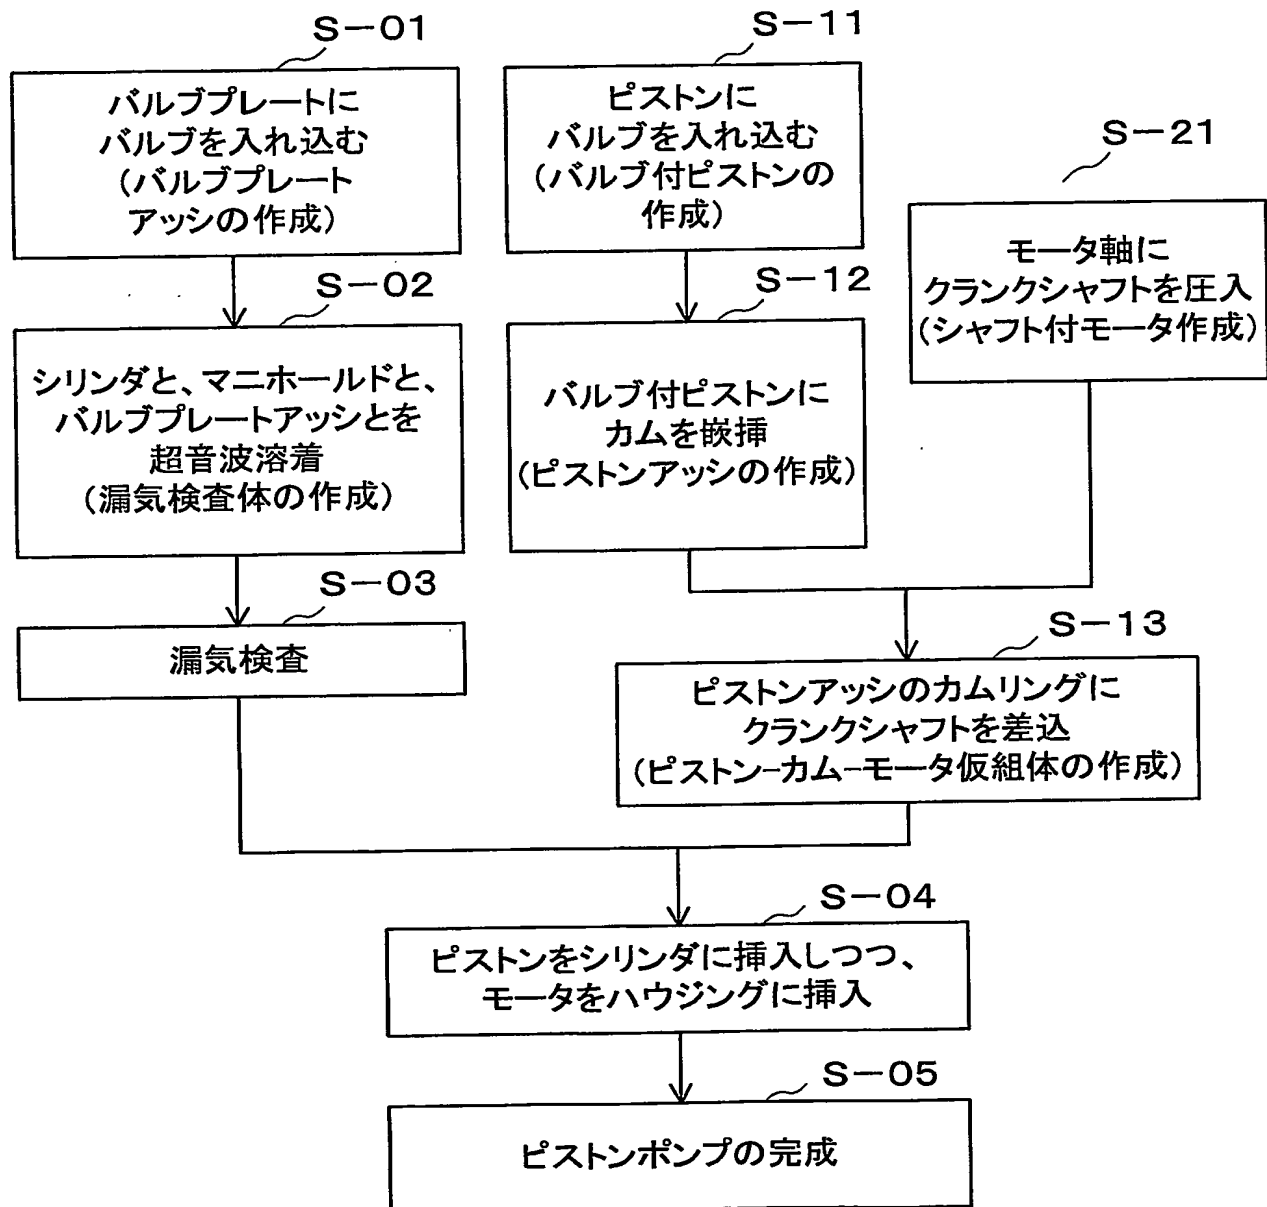 S-01
バルブプレートに
バルブを入れ込む
(バルブプレート
アッシの作成)
S-02
シリンダと、マニホールドと、
バルブプレートアッシとを
超音波溶着
(漏気検査体の作成)
S-03
漏気検査
S-11
ピストンに
バルブを入れ込む
(バルブ付ピストンの
作成)
S-12
バルブ付ピストンに
カムを嵌挿
(ピストンアッシの作成)
S-21
モータ軸に
クランクシャフトを圧入
(シャフト付モータ作成)
S-13
ピストンアッシのカムリングに
クランクシャフトを差込
(ピストン-カム-モータ仮組体の作成)
S-04
ピストンをシリンダに挿入しつつ、
モータをハウジングに挿入
S-05
ピストンポンプの完成